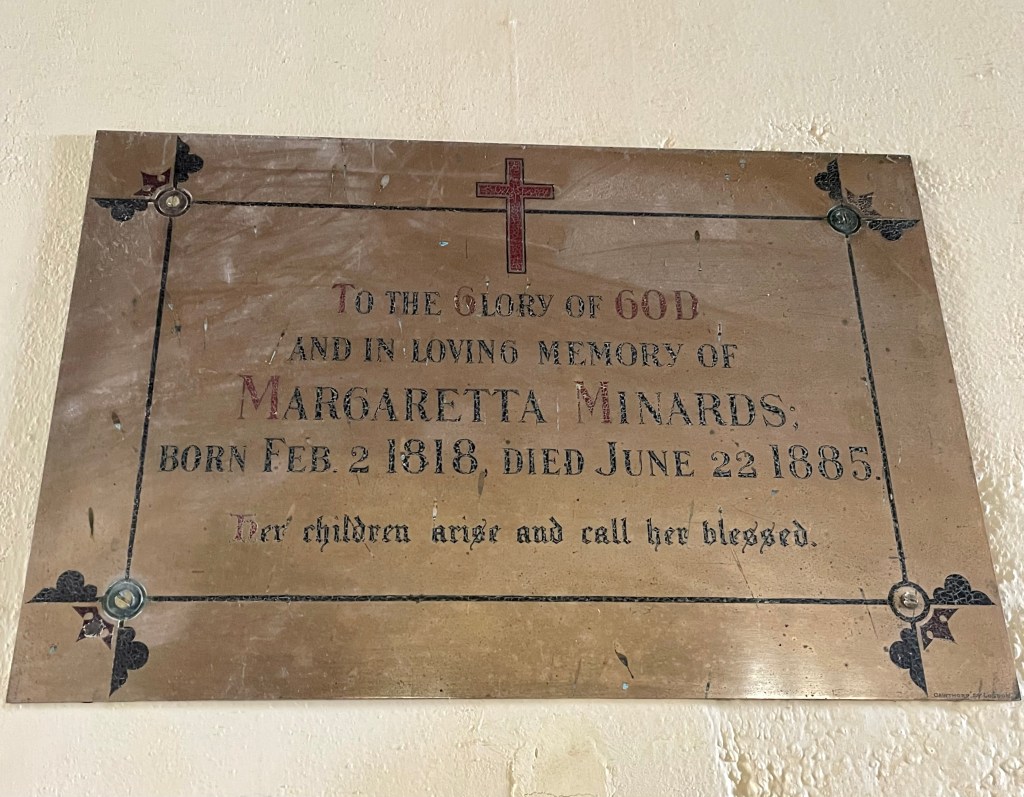 To the Glory of GOD
and in loving memory of
Margaretta Minards;
born Feb. 2 1818, died June 22 1885.
Her children arise and call her blessed.